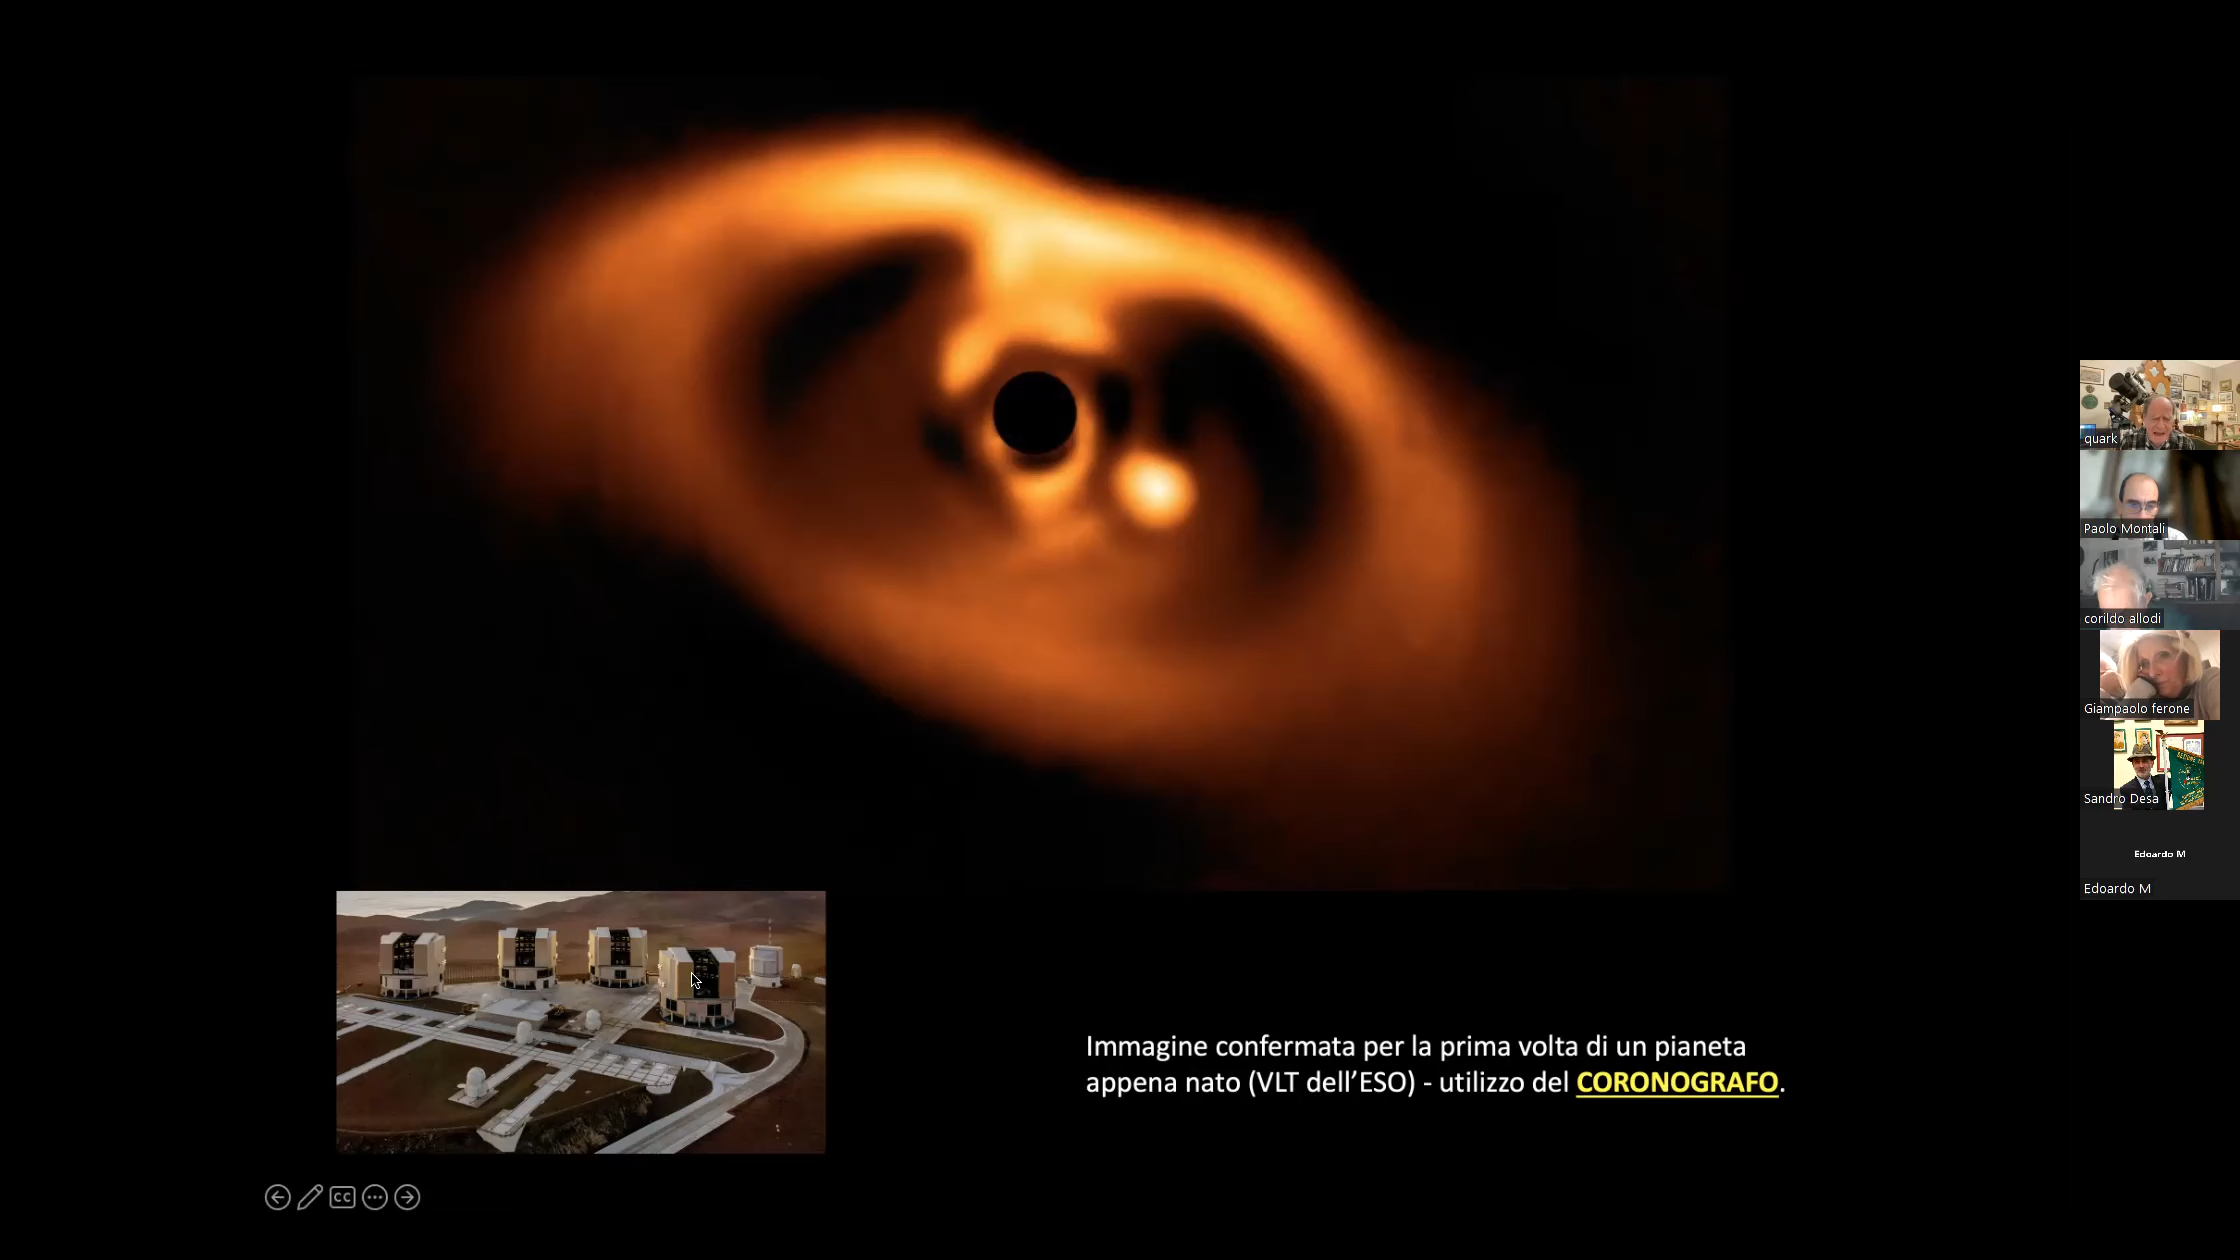 quark
Paolo Montali
corildo allodi
Giampaolo ferone
Sandro Desa
Edoardo M
Edoardo M
Immagine confermata per la prima volta di un pianeta
appena nato (VLT dell’ESO) - utilizzo del CORONOGRAFO.
CC